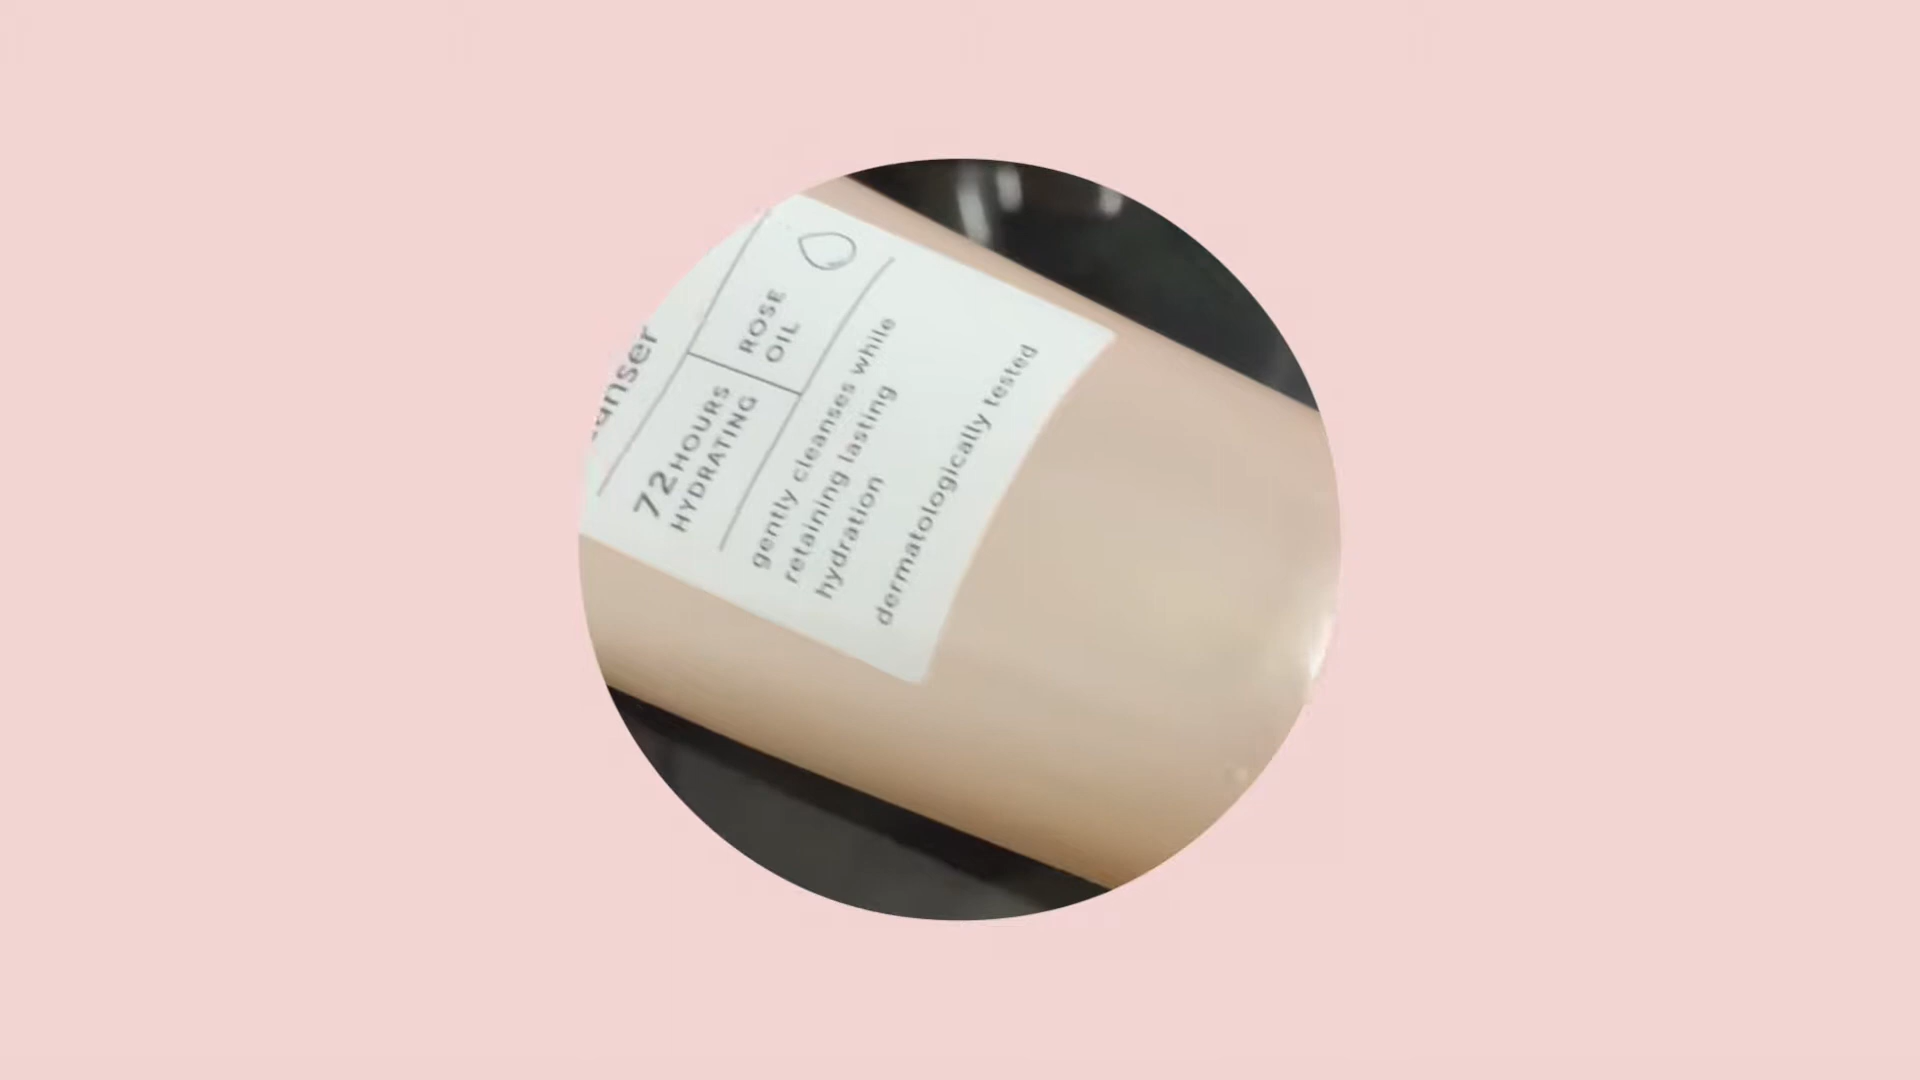 72 HOURS
HYDRATING
ROSE
OIL
gently cleanses while
retaining lasting
hydration
dermatologically tested